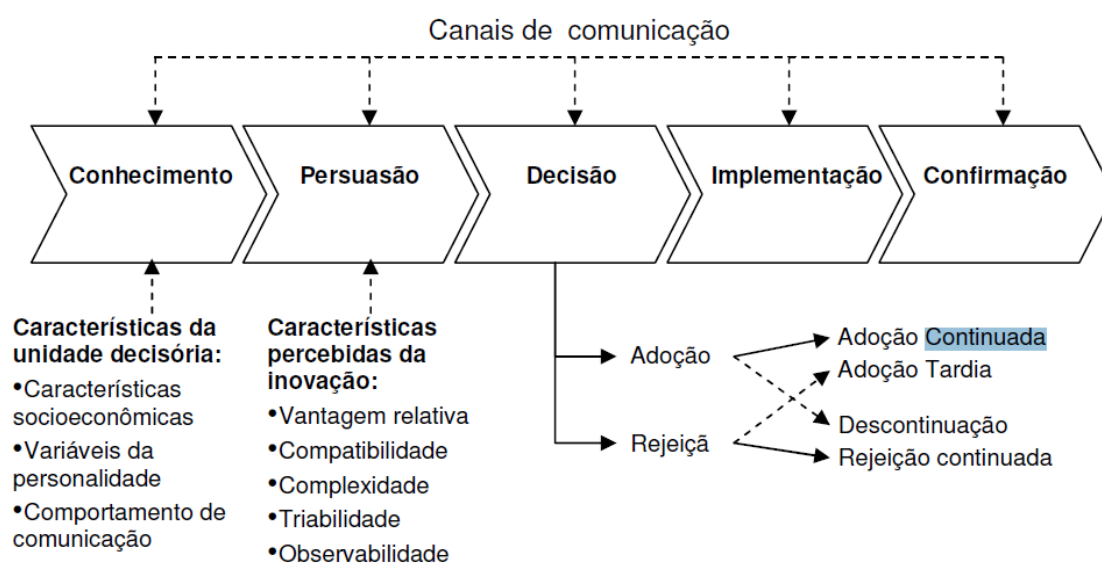 Canais de comunicação
Conhecimento
Persuasão
Decisão
Implementação
Confirmação
Características da
unidade decisória:
•Características
socioeconômicas
•Variáveis da
personalidade
•Comportamento de
comunicação
Características
percebidas da
inovação:
•Vantagem relativa
•Compatibilidade
•Complexidade
•Triabilidade
•Observabilidade
Adoção
Rejeiçã
Adoção Continuada
Adoção Tardia
Descontinuação
Rejeição continuada